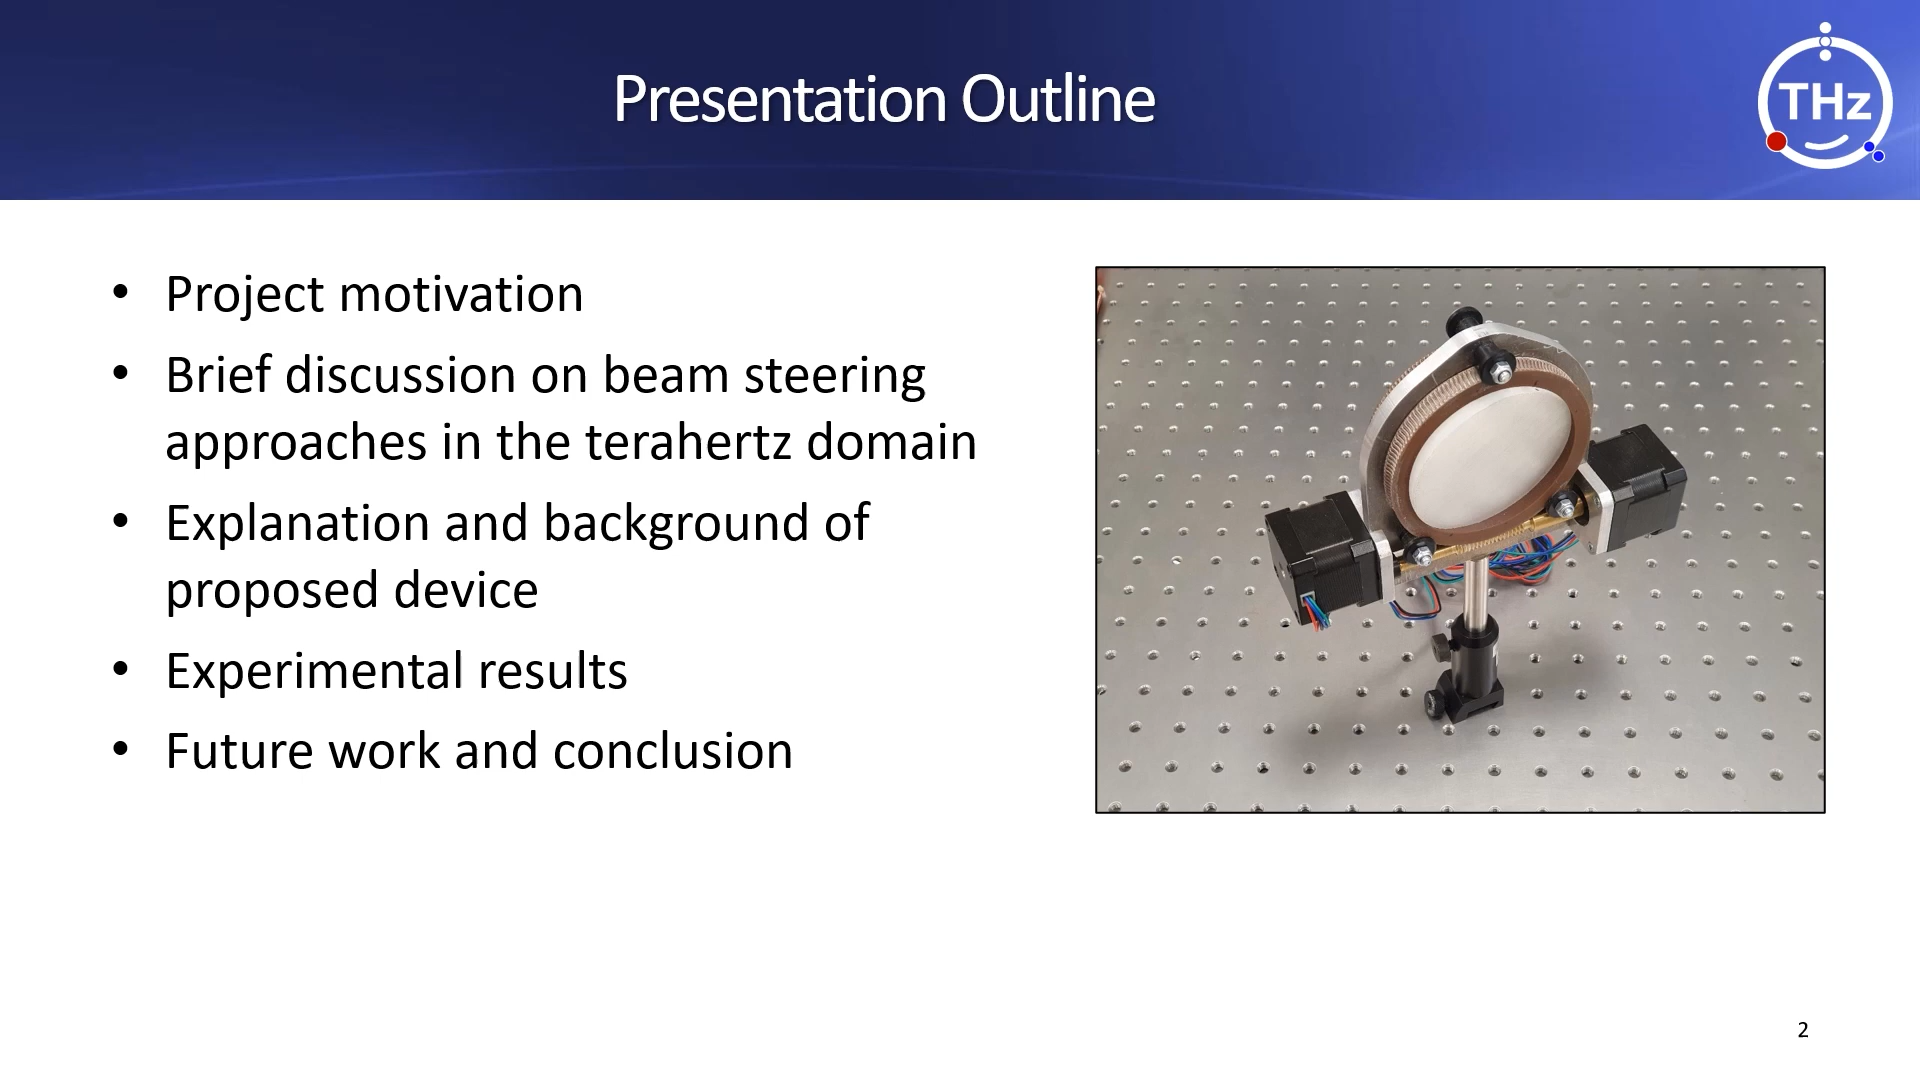 Presentation Outline
THz
• Project motivation
• Brief discussion on beam steering
approaches in the terahertz domain
• Explanation and background of
proposed device
• Experimental results
• Future work and conclusion
2